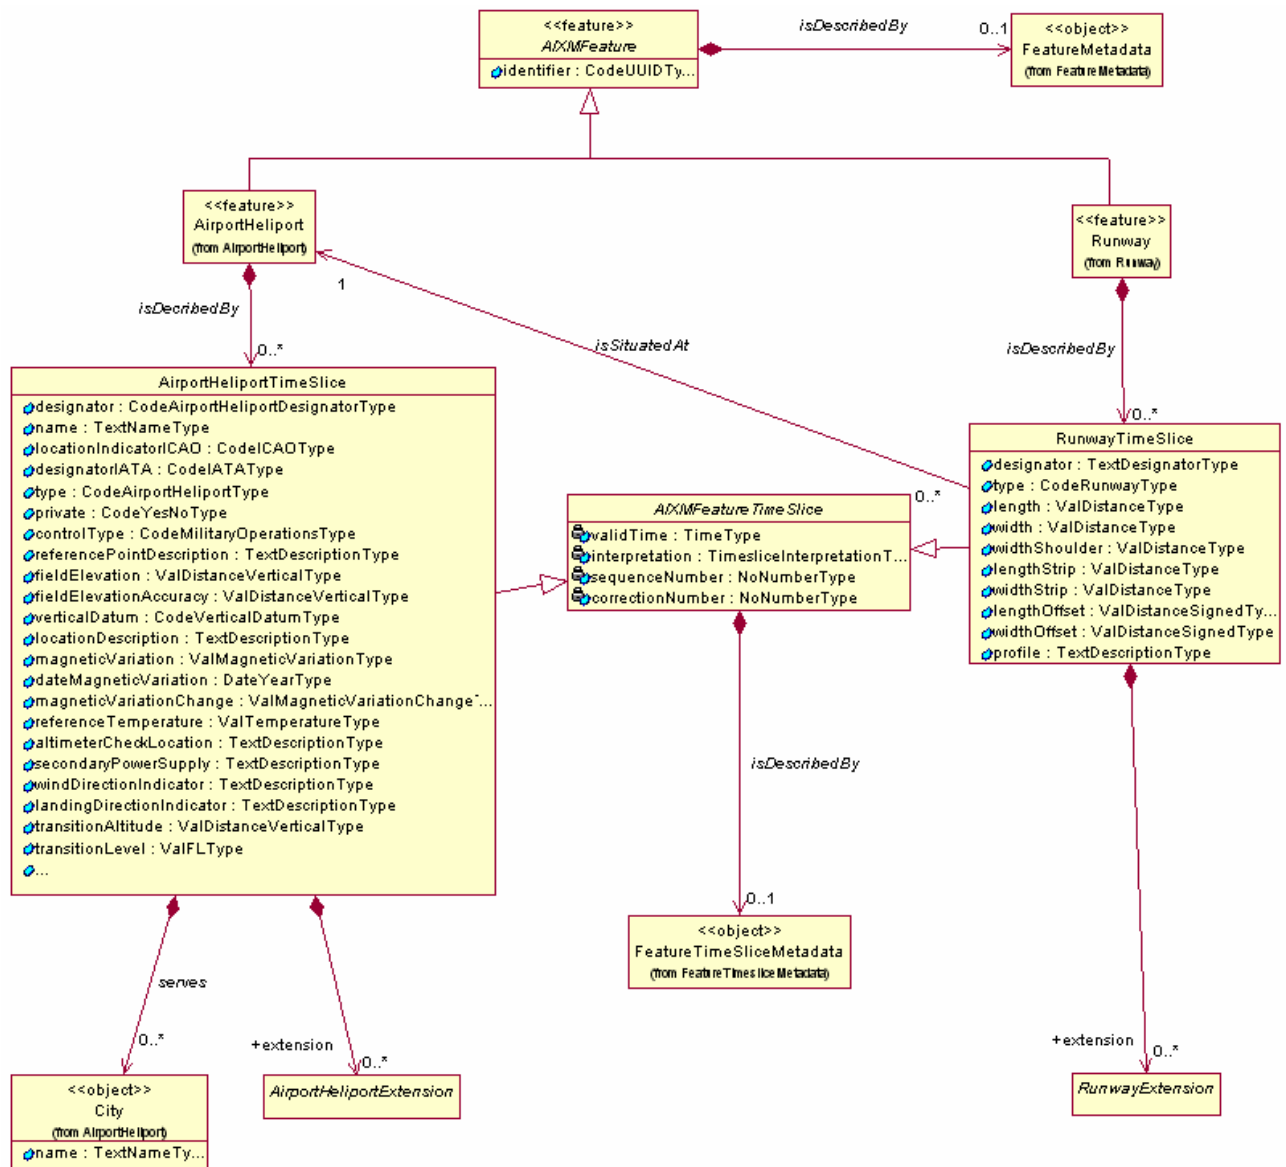 <<feature>>
AIXMFeature
identifier : CodeUUIDTy...
isDescribedBy
0..1
<<object>>
FeatureMetadata
(from FeatureMetadata)
<<feature>>
AirportHeliport
(from AirportHeliport)
<<feature>>
Runway
(from Runway)
1
isDecribedBy
0..*
isSituatedAt
isDescribedBy
0..*
AirportHeliportTimeSlice
designator : CodeAirportHeliportDesignatorType
name : TextNameType
locationIndicatorICAO : CodeICAOType
designatorIATA : CodeIATAType
type : CodeAirportHeliportType
private : CodeYesNoType
controlType : CodeMilitaryOperationsType
referencePointDescription : TextDescriptionType
fieldElevation : ValDistanceVerticalType
fieldElevationAccuracy : ValDistanceVerticalType
verticalDatum : CodeVerticalDatumType
locationDescription : TextDescriptionType
magneticVariation : ValMagneticVariationType
dateMagneticVariation : DateYearType
magneticVariationChange : ValMagneticVariationChangeT...
referenceTemperature : ValTemperatureType
altimeterCheckLocation : TextDescriptionType
secondaryPowerSupply : TextDescriptionType
windDirectionIndicator : TextDescriptionType
landingDirectionIndicator : TextDescriptionType
transitionAltitude : ValDistanceVerticalType
transitionLevel : ValFLType
...
AIXMFeatureTimeSlice
validTime : TimeType
interpretation : TimesliceInterpretationT...
sequenceNumber : NoNumberType
correctionNumber : NoNumberType
0..*
RunwayTimeSlice
designator : TextDesignatorType
type : CodeRunwayType
length : ValDistanceType
width : ValDistanceType
widthShoulder : ValDistanceType
lengthStrip : ValDistanceType
widthStrip : ValDistanceType
lengthOffset : ValDistanceSignedTy...
widthOffset : ValDistanceSignedType
profile : TextDescriptionType
isDescribedBy
0..1
<<object>>
FeatureTimeSliceMetadata
(from FeatureTimesliceMetadata)
serves
0..*
+extension
0..*
+extension
0..*
<<object>>
City
(from AirportHeliport)
name : TextNameTy...
AirportHeliportExtension
RunwayExtension